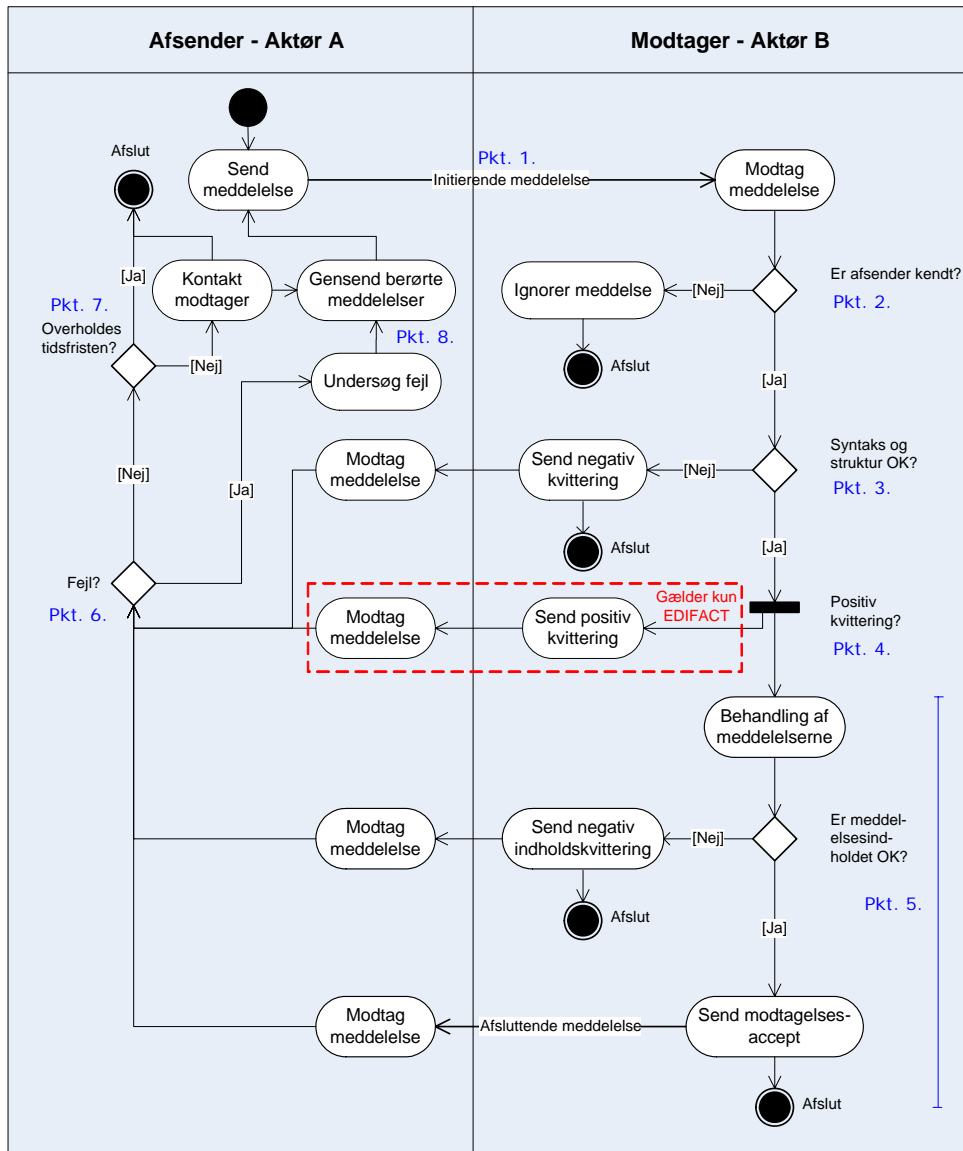 Afsender - Aktør A
Modtager - Aktør B
Afslut
Send
meddelelse
Pkt. 1.
Initierende meddelelse
Modtag
meddelelse
[Ja]
Kontakt
modtager
Gensend berørte
meddelelser
Ignorer meddelse
[Nej]
Er afsender kendt?
Pkt. 2.
Pkt. 7.
Overholdes
tidsfristen?
[Nej]
Pkt. 8.
Undersøg fejl
Afslut
[Ja]
[Nej]
[Ja]
Modtag
meddelelse
Send negativ
kvittering
[Nej]
Syntaks og
struktur OK?
Pkt. 3.
Afslut
[Ja]
Fejl?
Pkt. 6.
Modtag
meddelelse
Send positiv
kvittering
Gælder kun
EDIFACT
Positiv
kvittering?
Pkt. 4.
Behandling af
meddelelserne
Modtag
meddelelse
Send negativ
indholdskvittering
[Nej]
Er meddel-
elsesind-
holdet OK?
Pkt. 5.
Afslut
[Ja]
Modtag
meddelelse
Afsluttende meddelelse
Send modtagelses-
accept
Afslut